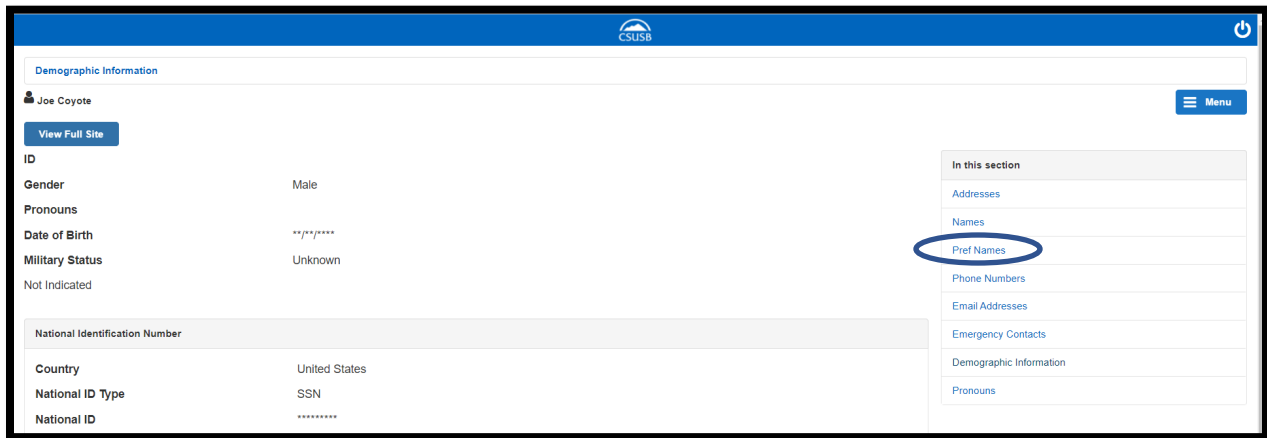 CSUSB
Demographic Information
Joe Coyote
Menu
View Full Site
ID
Gender Male
Pronouns
Date of Birth **/**/****
Military Status Unknown
Not Indicated
National Identification Number
Country United States
National ID Type SSN
National ID *********
In this section
Addresses
Names
Pref Names
Phone Numbers
Email Addresses
Emergency Contacts
Demographic Information
Pronouns